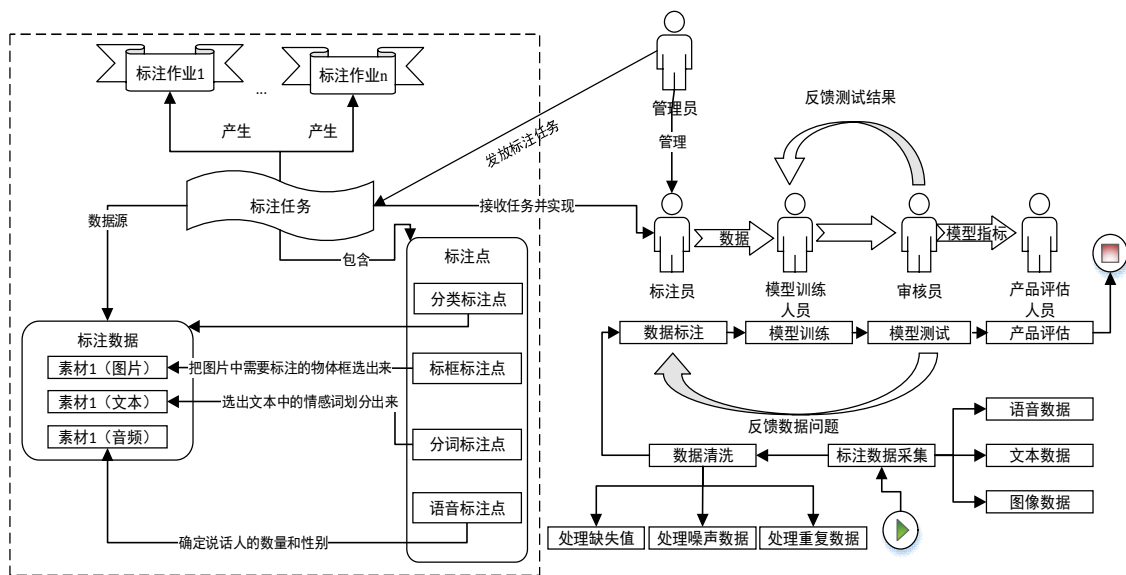 标注作业1
...
标注作业n
产生
产生
标注任务
数据源
包含
发放标注任务
管理员
管理
接收任务并实现
反馈测试结果
数据
模型指标
标注员
模型训练
人员
审核员
产品评估
人员
标注点
分类标注点
标框标注点
分词标注点
语音标注点
标注数据
素材1（图片）
素材1（文本）
素材1（音频）
把图片中需要标注的物体框选出来
选出文本中的情感词划分出来
确定说话人的数量和性别
数据标注
模型训练
模型测试
产品评估
反馈数据问题
数据清洗
标注数据采集
语音数据
文本数据
图像数据
处理缺失值
处理噪声数据
处理重复数据